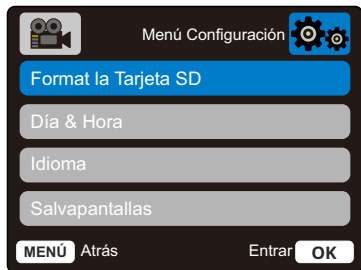 Menú Configuración
Format la Tarjeta SD
Día & Hora
Idioma
Salvapantallas
MENÚ Atrás Entrar OK